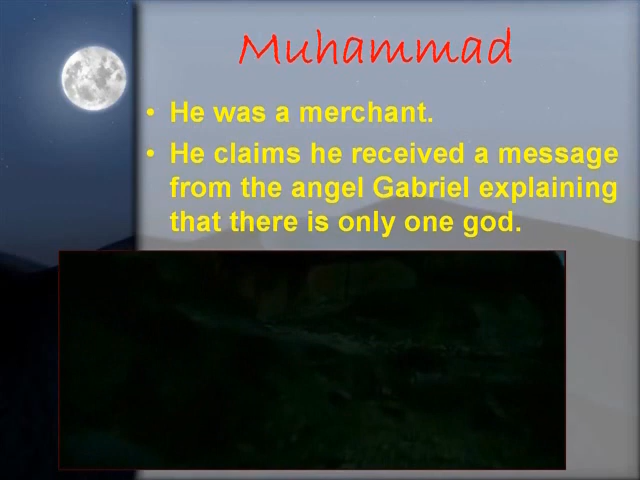 Muhammad
• He was a merchant.
• He claims he received a message
from the angel Gabriel explaining
that there is only one god.